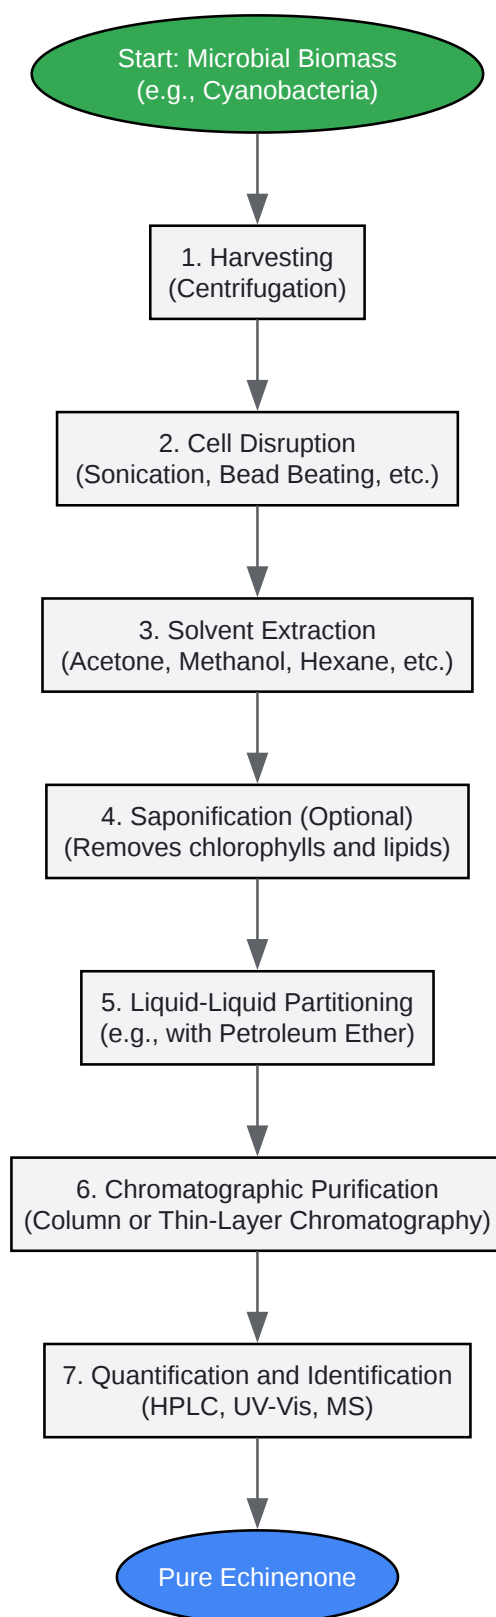 Start: Microbial Biomass
(e.g., Cyanobacteria)
1. Harvesting
(Centrifugation)
2. Cell Disruption
(Sonication, Bead Beating, etc.)
3. Solvent Extraction
(Acetone, Methanol, Hexane, etc.)
4. Saponification (Optional)
(Removes chlorophylls and lipids)
5. Liquid-Liquid Partitioning
(e.g., with Petroleum Ether)
6. Chromatographic Purification
(Column or Thin-Layer Chromatography)
7. Quantification and Identification
(HPLC, UV-Vis, MS)
Pure Echinenone